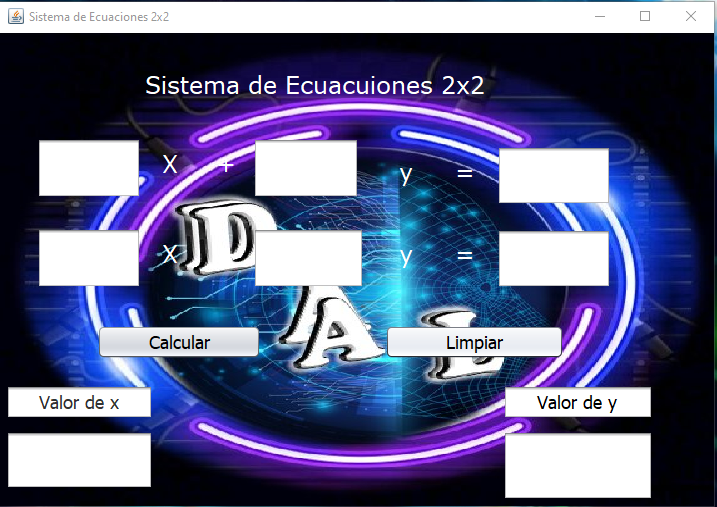 Sistema de Ecuaciones 2x2
Sistema de Ecuacuiones 2x2
X + y =
X y =
D
A
L
Calcular Limpiar
Valor de x Valor de y